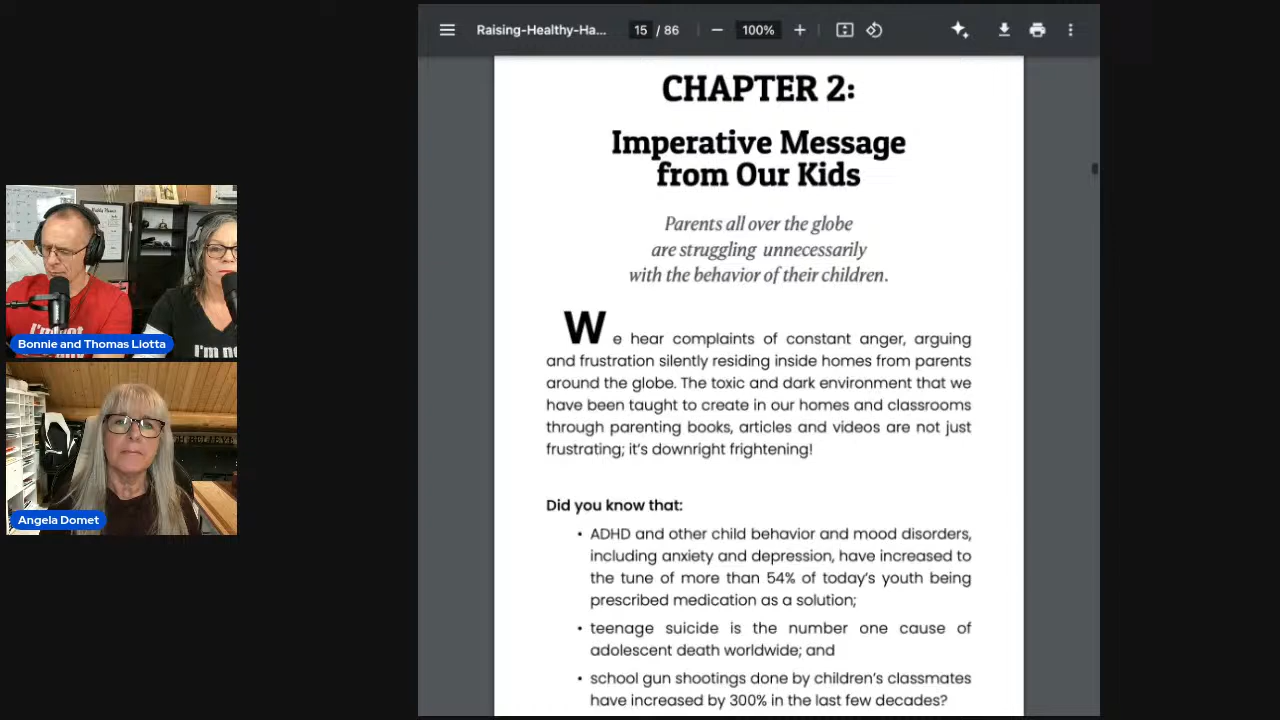 Raising-Healthy-Ha...
15 / 86
100%
CHAPTER 2:
Imperative Message
from Our Kids
Parents all over the globe
are struggling unnecessarily
with the behavior of their children.
We hear complaints of constant anger, arguing
and frustration silently residing inside homes from parents
around the globe. The toxic and dark environment that we
have been taught to create in our homes and classrooms
through parenting books, articles and videos are not just
frustrating; it's downright frightening!
Did you know that:
• ADHD and other child behavior and mood disorders,
including anxiety and depression, have increased to
the tune of more than 54% of today's youth being
prescribed medication as a solution;
• teenage suicide is the number one cause of
adolescent death worldwide; and
• school gun shootings done by children's classmates
have increased by 300% in the last few decades?
I'm not
I'm no
Bonnie and Thomas LIotta
Angela Domet